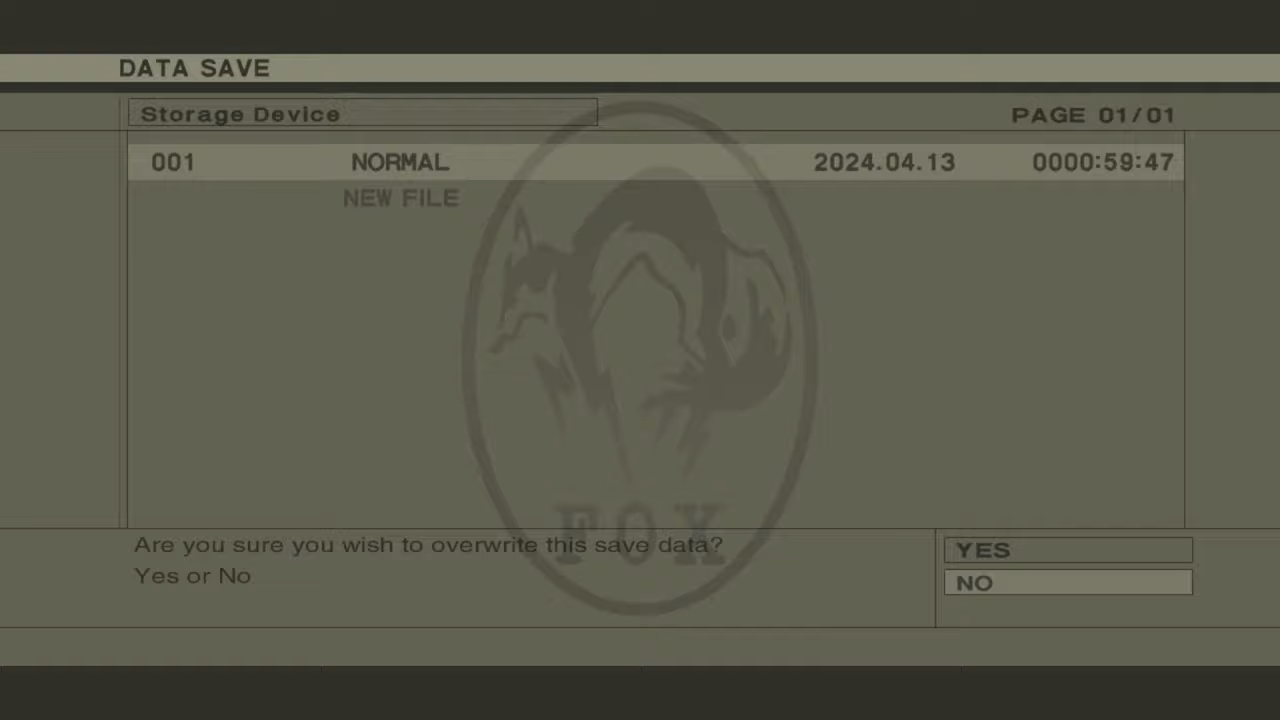 DATA SAVE
Storage Device
PAGE 01/01
001 NORMAL 2024.04.13 0000:59:47
NEW FILE
FOX
Are you sure you wish to overwrite this save data?
Yes or No
YES
NO